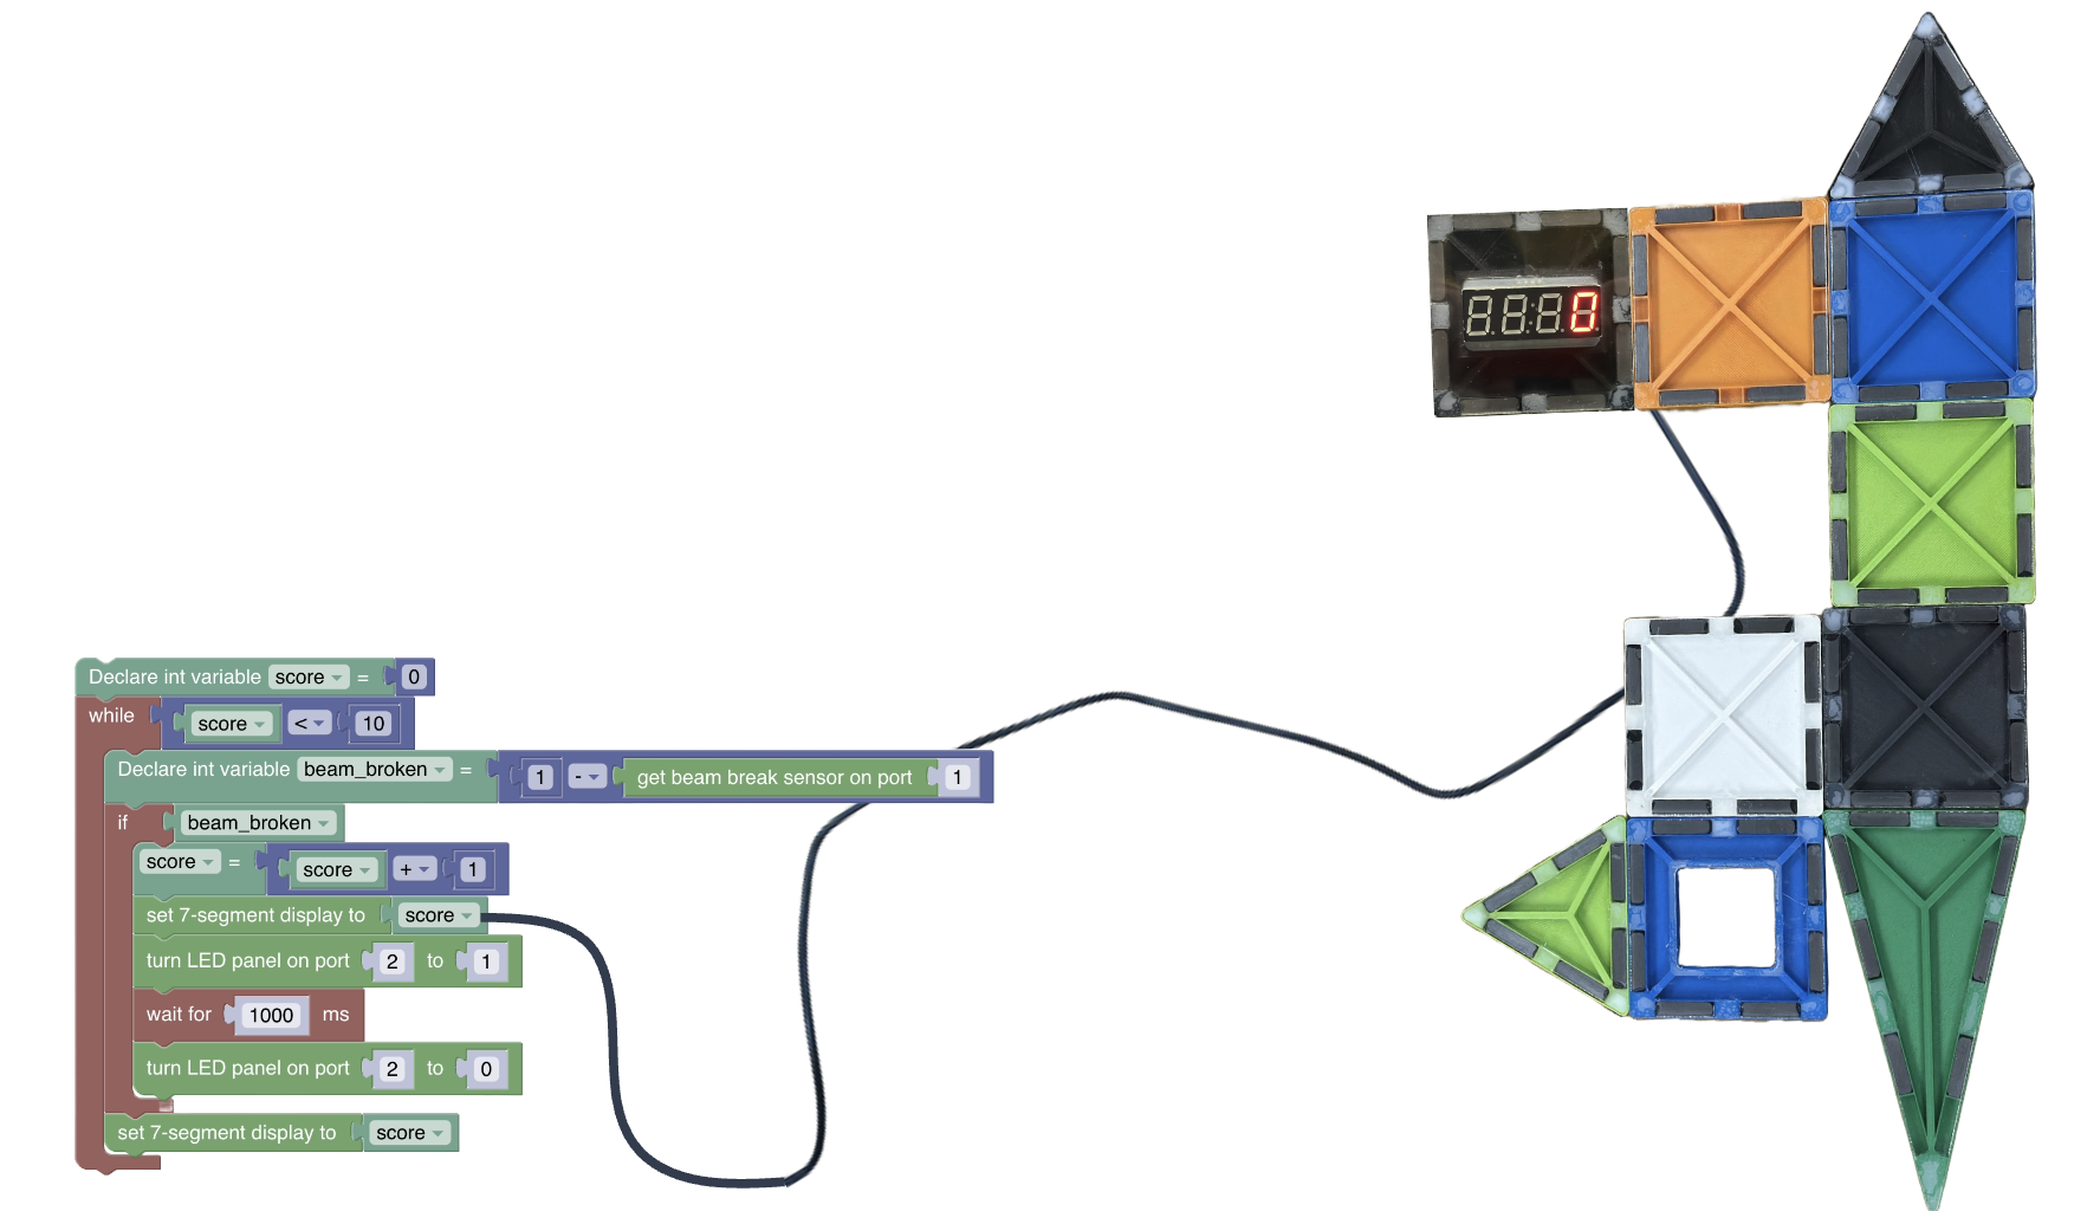 Declare int variable score = 0
while score < 10
Declare int variable beam_broken = 1 - get beam break sensor on port 1
if beam_broken
score = score + 1
set 7-segment display to score
turn LED panel on port 2 to 1
wait for 1000 ms
turn LED panel on port 2 to 0
set 7-segment display to score
0